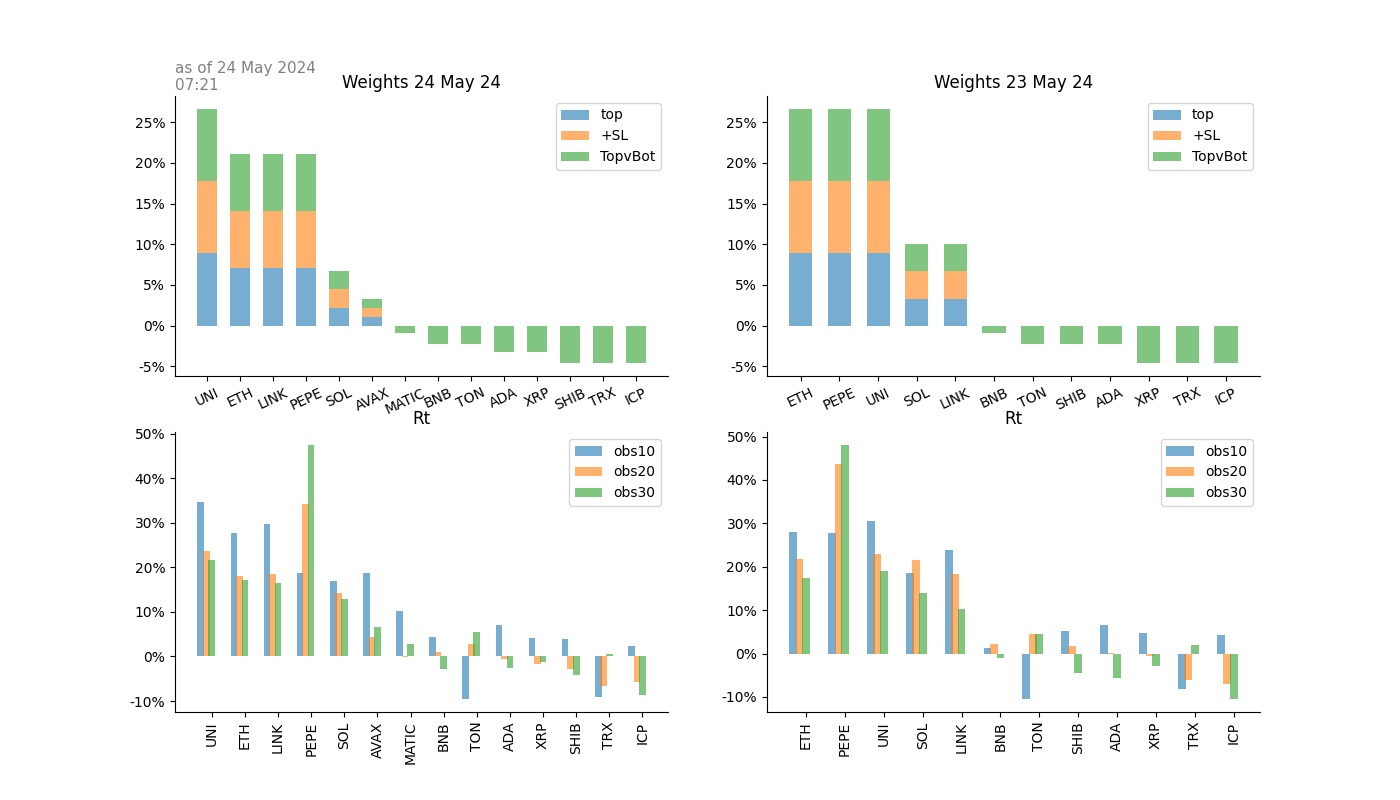 as of 24 May 2024
07:21
Weights 24 May 24
25%
20%
15%
10%
5%
0%
-5%
top
+SL
TopvBot
UNI ETH LINK PEPE SOL AVAX MATIC BNB TON ADA XRP SHIB TRX ICP
Weights 23 May 24
25%
20%
15%
10%
5%
0%
-5%
top
+SL
TopvBot
ETH PEPE UNI SOL LINK BNB TON SHIB ADA XRP TRX ICP
Rt
50%
40%
30%
20%
10%
0%
-10%
obs10
obs20
obs30
UNI ETH LINK PEPE SOL AVAX MATIC BNB TON ADA XRP SHIB TRX ICP
Rt
50%
40%
30%
20%
10%
0%
-10%
obs10
obs20
obs30
ETH PEPE UNI SOL LINK BNB TON SHIB ADA XRP TRX ICP